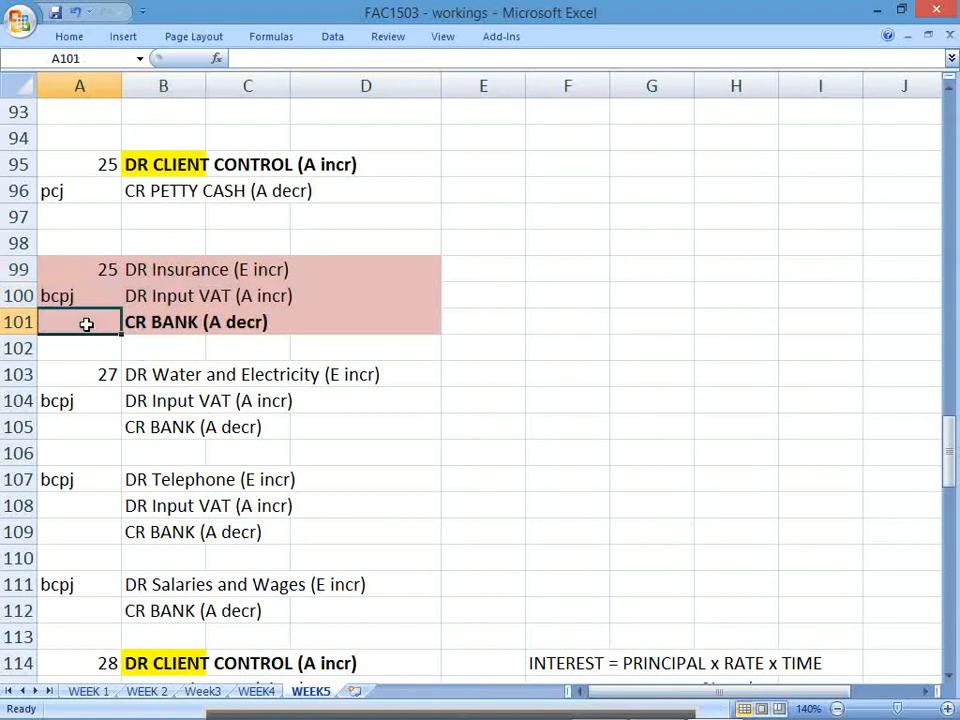 FAC1503 - workings - Microsoft Excel
Home Insert Page Layout Formulas Data Review View Add-Ins
A101 fx
A B C D E F G H I J
93
94
95 25 DR CLIENT CONTROL (A incr)
96 pcj CR PETTY CASH (A decr)
97
98
99 25 DR Insurance (E incr)
100 bcpj DR Input VAT (A incr)
101 CR BANK (A decr)
102
103 27 DR Water and Electricity (E incr)
104 bcpj DR Input VAT (A incr)
105 CR BANK (A decr)
106
107 bcpj DR Telephone (E incr)
108 DR Input VAT (A incr)
109 CR BANK (A decr)
110
111 bcpj DR Salaries and Wages (E incr)
112 CR BANK (A decr)
113
114 28 DR CLIENT CONTROL (A incr) INTEREST = PRINCIPAL x RATE x TIME
WEEK 1 WEEK 2 Week3 WEEK4 WEEK5
Ready 140%